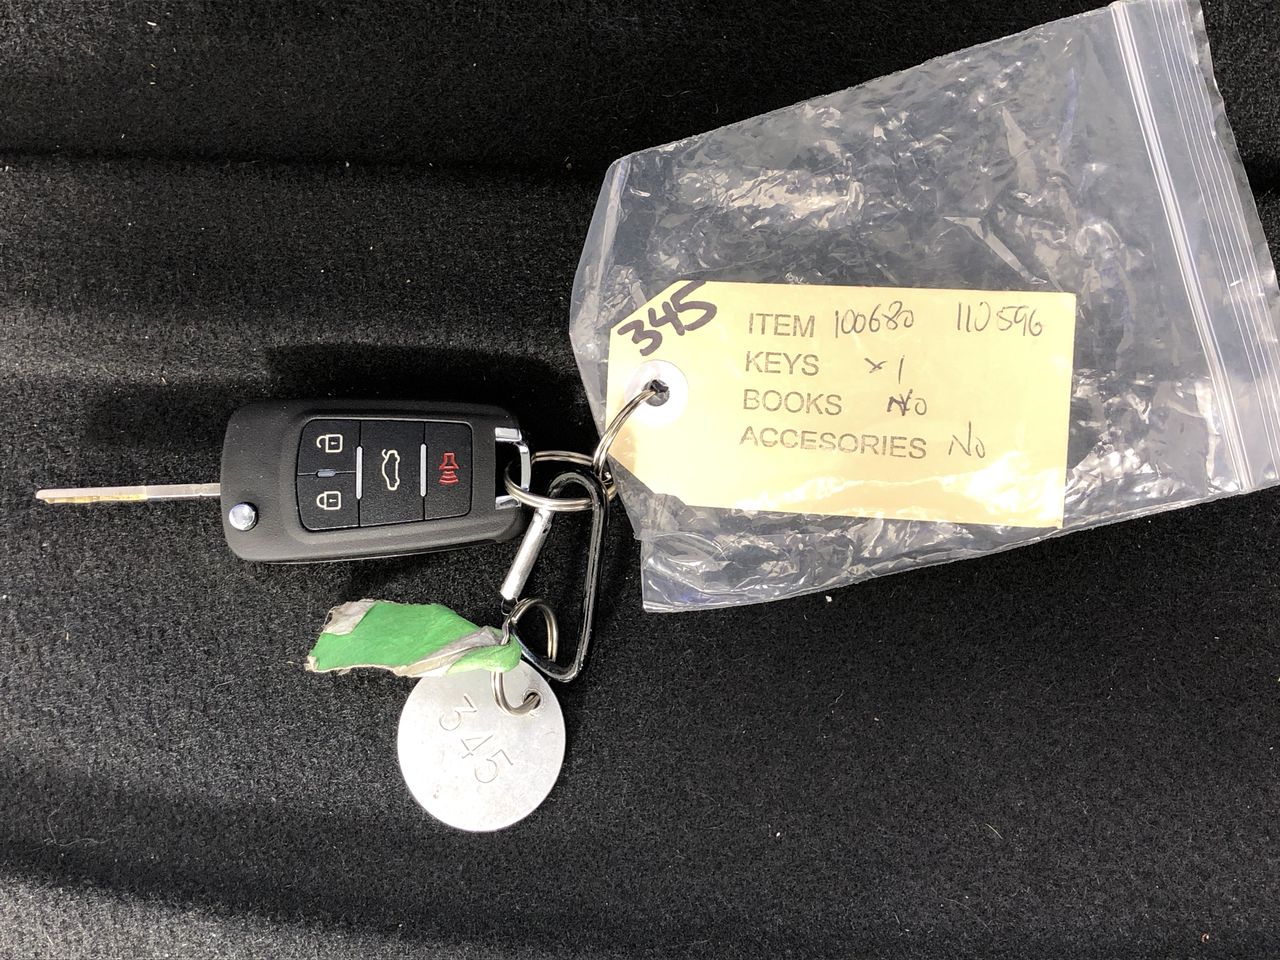 345
ITEM 100680 110596
KEYS x1
BOOKS No
ACCESORIES No
345